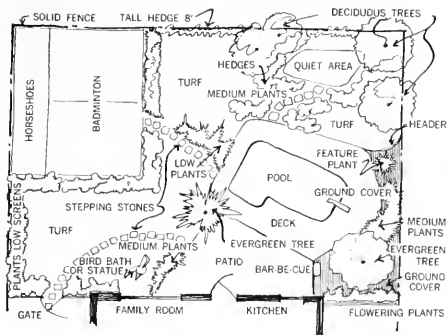 SOLID FENCE
TALL HEDGE 8'
DECIDUOUS TREES
HEDGES
QUIET AREA
TURF
MEDIUM PLANTS
HORSESHOES
BADMINTON
TURF
HEADER
LOW
PLANTS
FEATURE
PLANT
POOL
GROUND COVER
STEPPING STONES
DECK
PLANTS LOW SCREENS
TURF
MEDIUM PLANTS
EVERGREEN TREE
MEDIUM
PLANTS
EVERGREEN
TREE
BIRD BATH
OR STATUE
PATIO
BAR-BE-CUE
GROUND
COVER
GATE
FAMILY ROOM
KITCHEN
FLOWERING PLANTS